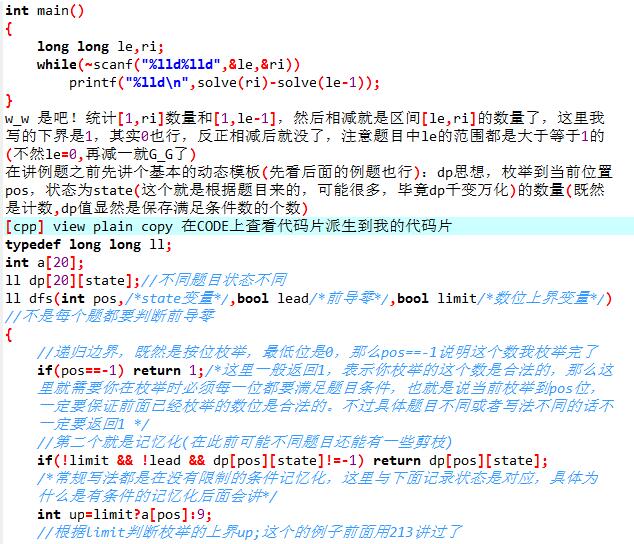 int main()
{
long long le,ri;
while(~scanf("%lld%lld",&le,&ri))
printf("%lld\n",solve(ri)-solve(le-1));
}
w_w 是吧！统计[1,ri]数量和[1,le-1]，然后相减就是区间[le,ri]的数量了，这里我
写的下界是1，其实0也行，反正相减后就没了，注意题目中le的范围都是大于等于1的
(不然le=0,再减一就G_G了)
在讲例题之前先讲个基本的动态模板(先看后面的例题也行)：dp思想，枚举到当前位置
pos，状态为state(这个就是根据题目来的，可能很多，毕竟dp千变万化)的数量(既然
是计数,dp值显然是保存满足条件数的个数)
[cpp] view plain copy 在CODE上查看代码片派生到我的代码片
typedef long long ll;
int a[20];
ll dp[20][state];//不同题目状态不同
ll dfs(int pos,/*state变量*/,bool lead/*前导零*/,bool limit/*数位上界变量*/)
//不是每个题都要判断前导零
{
//递归边界，既然是按位枚举，最低位是0，那么pos==-1说明这个数我枚举完了
if(pos==-1) return 1;/*这里一般返回1，表示你枚举的这个数是合法的，那么这
里就需要你在枚举时必须每一位都要满足题目条件，也就是说当前枚举到pos位，
一定要保证前面已经枚举的数位是合法的。不过具体题目不同或者写法不同的话不
一定要返回1 */
//第二个就是记忆化(在此前可能不同题目还能有一些剪枝)
if(!limit && !lead && dp[pos][state]!=-1) return dp[pos][state];
/*常规写法都是在没有限制的条件记忆化，这里与下面记录状态是对应，具体为
什么是有条件的记忆化后面会讲*/
int up=limit?a[pos]:9;
//根据limit判断枚举的上界up;这个的例子前面用213讲过了